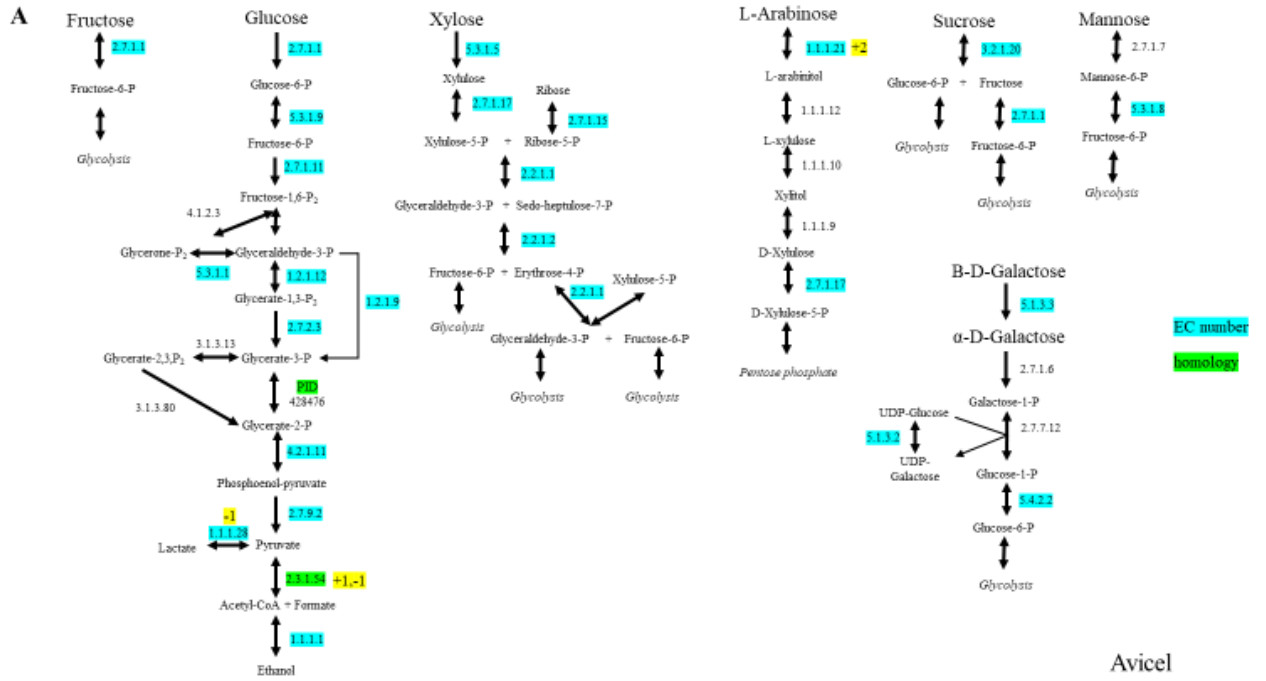 A
Fructose
2.7.1.1
Fructose-6-P
Glycolysis
Glucose
2.7.1.1
Glucose-6-P
5.3.1.9
Fructose-6-P
2.7.1.11
Fructose-1,6-P2
4.1.2.3
Glycerone-P2
Glyceraldehyde-3-P
5.3.1.1
1.2.1.12
1.2.1.9
Glycerate-1,3-P2
2.7.2.3
3.1.3.13
Glycerate-2,3,P2
Glycerate-3-P
PID
428476
3.1.3.80
Glycerate-2-P
4.2.1.11
Phosphoenol-pyruvate
2.7.9.2
-1
1.1.1.28
Lactate
Pyruvate
2.3.1.54 +1,-1
Acetyl-CoA + Formate
1.1.1.1
Ethanol
Xylose
5.3.1.5
Xylulose
Ribose
2.7.1.17
2.7.1.15
Xylulose-5-P + Ribose-5-P
2.2.1.1
Glyceraldehyde-3-P + Sedo-heptulose-7-P
2.2.1.2
Fructose-6-P + Erythrose-4-P
Xylulose-5-P
2.2.1.1
Glycolysis
Glyceraldehyde-3-P + Fructose-6-P
Glycolysis
Glycolysis
L-Arabinose
1.1.1.21 +2
L-arabinitol
1.1.1.12
L-xylulose
1.1.1.10
Xylitol
1.1.1.9
D-Xylulose
2.7.1.17
D-Xylulose-5-P
Pentose phosphate
Sucrose
3.2.1.20
Glucose-6-P + Fructose
2.7.1.1
Glycolysis
Fructose-6-P
Glycolysis
Mannose
2.7.1.7
Mannose-6-P
5.3.1.8
Fructose-6-P
Glycolysis
B-D-Galactose
5.1.3.3
α-D-Galactose
2.7.1.6
Galactose-1-P
UDP-Glucose
2.7.7.12
5.1.3.2
UDP-
Galactose
Glucose-1-P
5.4.2.2
Glucose-6-P
Glycolysis
EC number
homology
Avicel